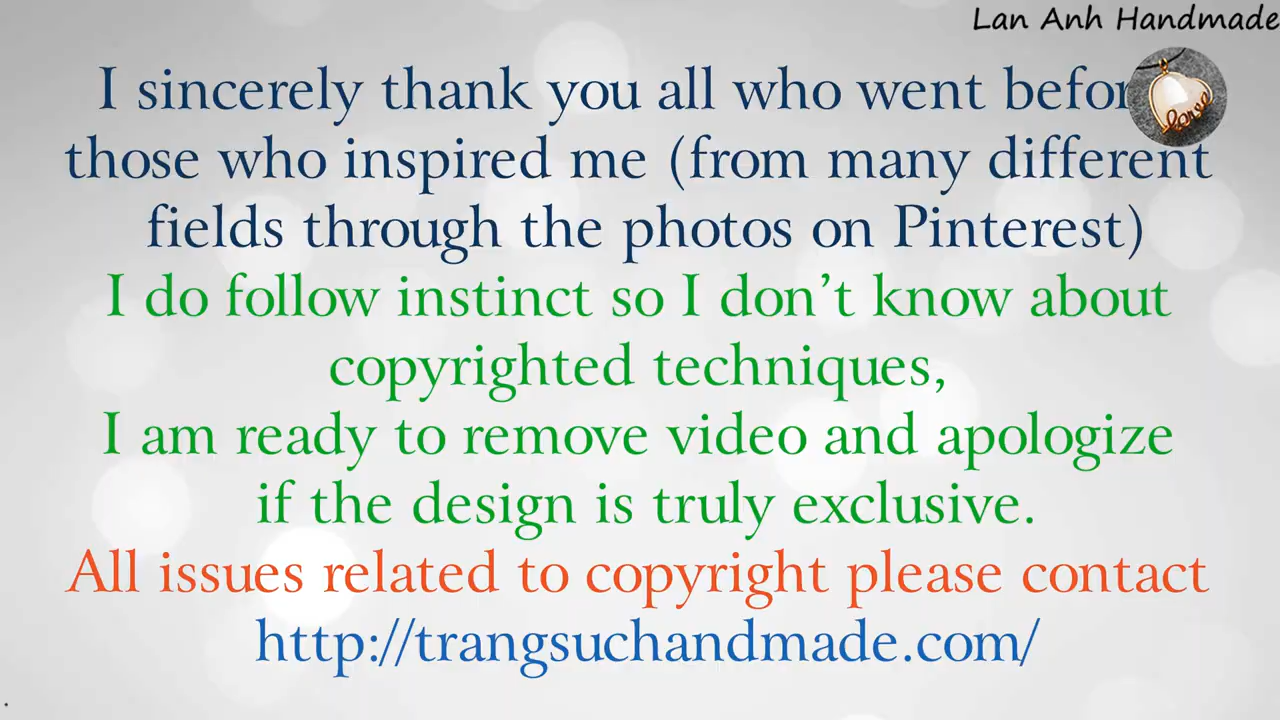 Lan Anh Handmade
I sincerely thank you all who went befor
those who inspired me (from many different
fields through the photos on Pinterest)
I do follow instinct so I don't know about
copyrighted techniques,
I am ready to remove video and apologize
if the design is truly exclusive.
All issues related to copyright please contact
http://trangsuchandmade.com/